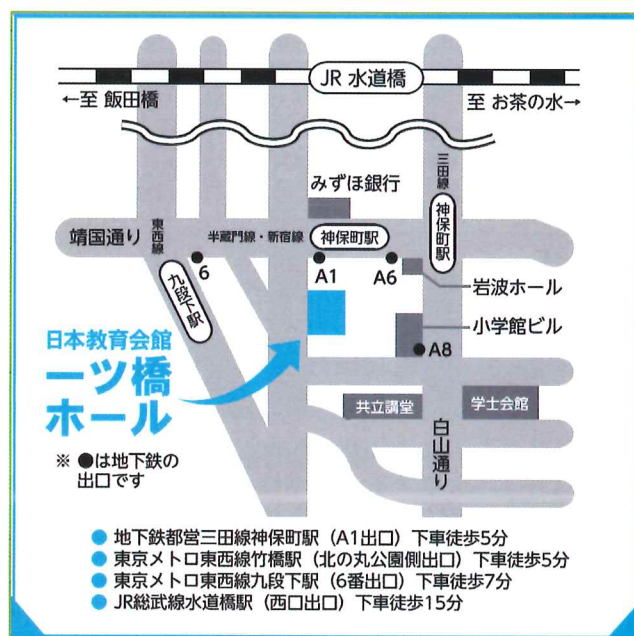 JR 水道橋
←至 飯田橋
至 お茶の水→
みずほ銀行
三田線
神保町駅
靖国通り
東西線
半蔵門線・新宿線
神保町駅
九段下駅
6
A1
A6
岩波ホール
小学館ビル
A8
日本教育会館
一ツ橋
ホール
共立講堂
学士会館
白山通り
※ ●は地下鉄の
出口です
● 地下鉄都営三田線神保町駅（A1出口）下車徒歩5分
● 東京メトロ東西線竹橋駅（北の丸公園側出口）下車徒歩5分
● 東京メトロ東西線九段下駅（6番出口）下車徒歩7分
● JR総武線水道橋駅（西口出口）下車徒歩15分